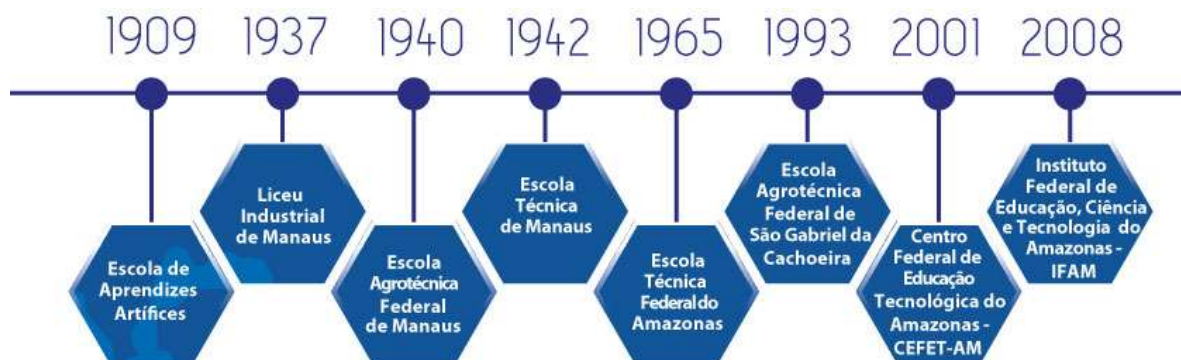 1909 1937 1940 1942 1965 1993 2001 2008
Escola de
Aprendizes
Artífices
Liceu
Industrial
de Manaus
Escola
Agrotécnica
Federal
de Manaus
Escola
Técnica
de Manaus
Escola
Técnica
Federal do
Amazonas
Escola
Agrotécnica
Federal de
São Gabriel da
Cachoeira
Centro
Federal de
Educação
Tecnológica do
Amazonas -
CEFET-AM
Instituto
Federal de
Educação, Ciência
e Tecnologia do
Amazonas -
IFAM